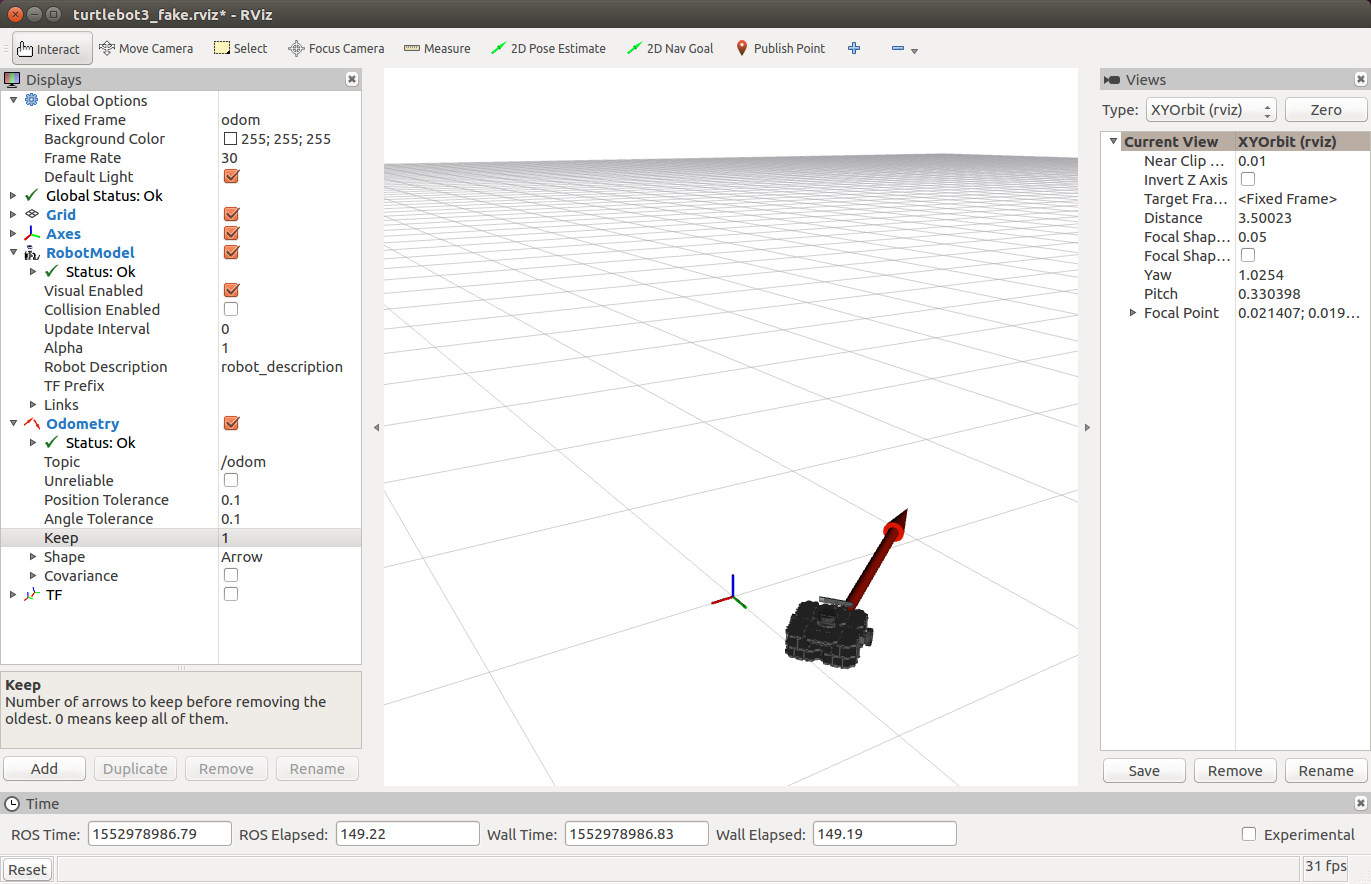 turtlebot3_fake.rviz* - RViz
Interact Move Camera Select Focus Camera Measure 2D Pose Estimate 2D Nav Goal Publish Point
Displays
Global Options
Fixed Frame odom
Background Color 255; 255; 255
Frame Rate 30
Default Light
Global Status: Ok
Grid
Axes
RobotModel
Status: Ok
Visual Enabled
Collision Enabled
Update Interval 0
Alpha 1
Robot Description robot_description
TF Prefix
Links
Odometry
Status: Ok
Topic /odom
Unreliable
Position Tolerance 0.1
Angle Tolerance 0.1
Keep 1
Shape Arrow
Covariance
TF
Keep
Number of arrows to keep before removing the
oldest. 0 means keep all of them.
Add Duplicate Remove Rename
Views
Type: XYOrbit (rviz) Zero
Current View XYOrbit (rviz)
Near Clip ... 0.01
Invert Z Axis
Target Fra... <Fixed Frame>
Distance 3.50023
Focal Shap... 0.05
Focal Shap...
Yaw 1.0254
Pitch 0.330398
Focal Point 0.021407; 0.019...
Save Remove Rename
Time
ROS Time: 1552978986.79 ROS Elapsed: 149.22 Wall Time: 1552978986.83 Wall Elapsed: 149.19 Experimental
Reset 31 fps